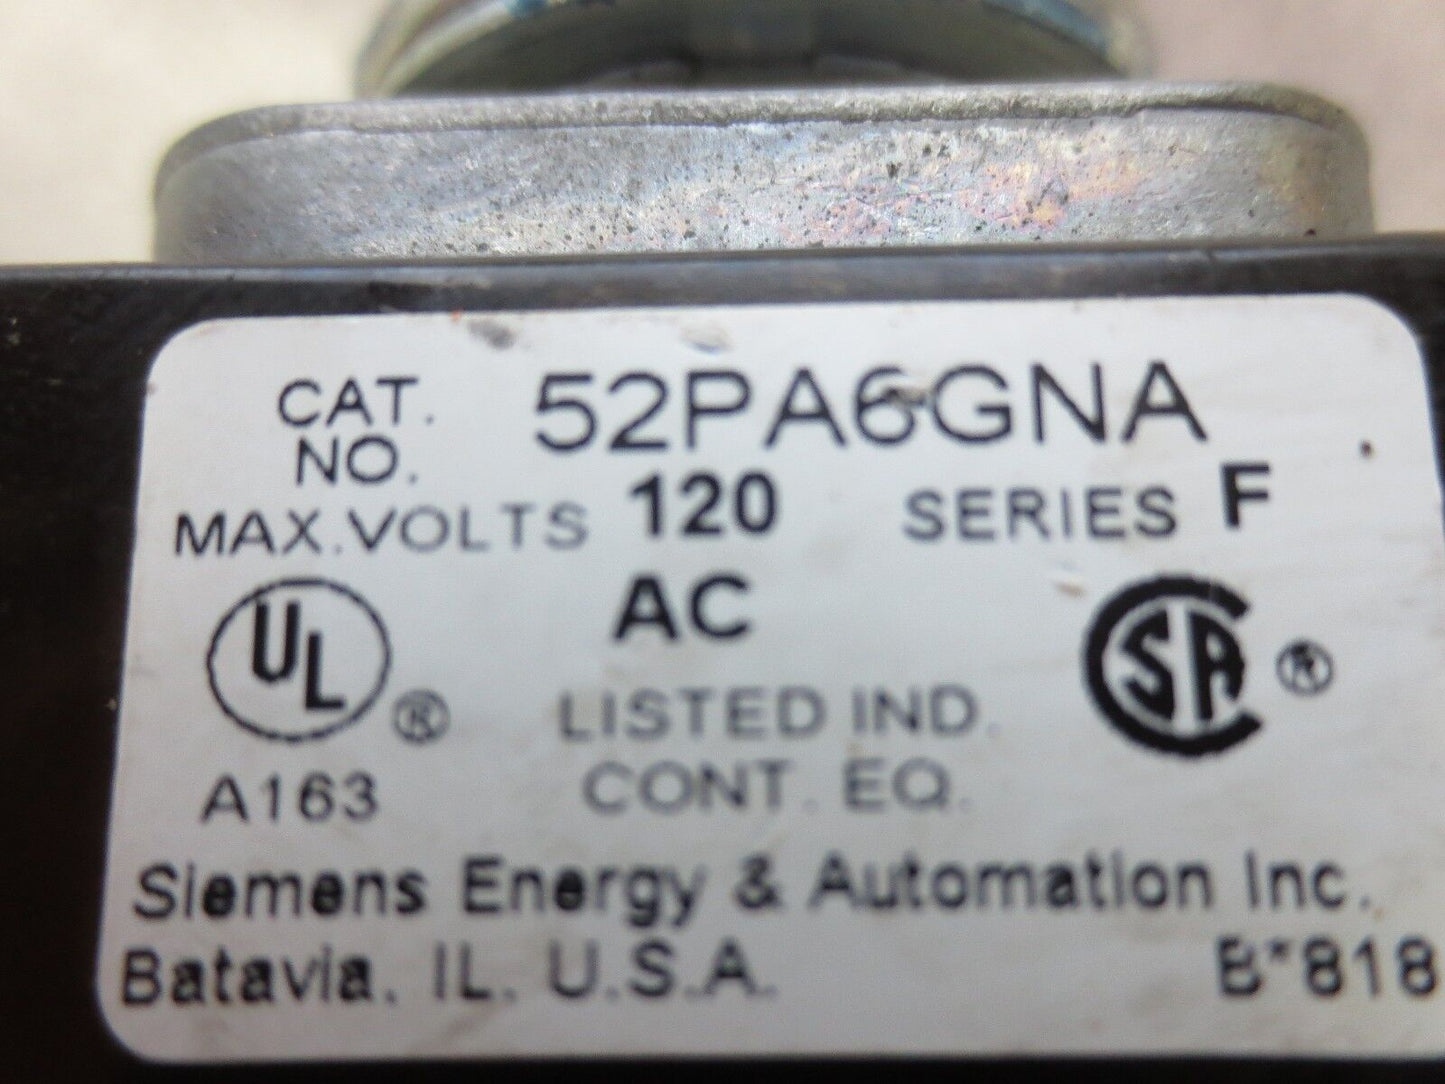 CAT. NO. 52PA6GNA
MAX. VOLTS 120 SERIES F
AC
UL ®
SA ®
LISTED IND.
CONT. EQ.
A163
Siemens Energy & Automation Inc.
Batavia, IL. U.S.A. B*818